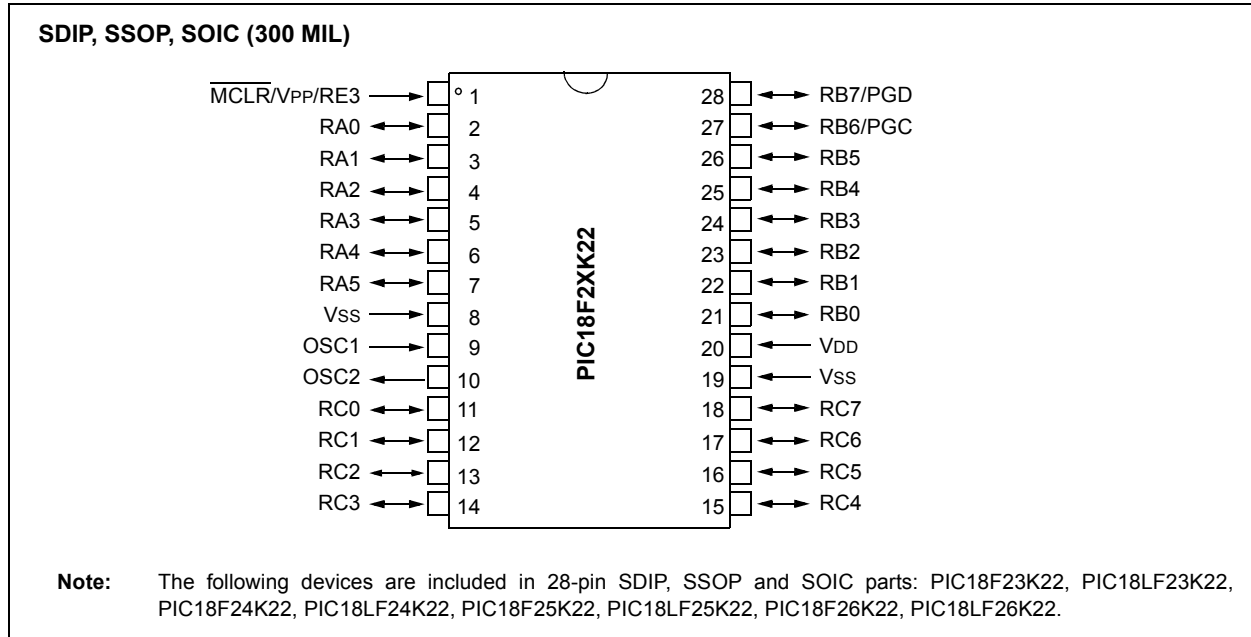 SDIP, SSOP, SOIC (300 MIL)
MCLR/VPP/RE3 1 28 RB7/PGD
RA0 2 27 RB6/PGC
RA1 3 26 RB5
RA2 4 25 RB4
RA3 5 24 RB3
RA4 6 23 RB2
RA5 7 22 RB1
VSS 8 21 RB0
OSC1 9 20 VDD
OSC2 10 19 VSS
RC0 11 18 RC7
RC1 12 17 RC6
RC2 13 16 RC5
RC3 14 15 RC4
PIC18F2XK22
Note: The following devices are included in 28-pin SDIP, SSOP and SOIC parts: PIC18F23K22, PIC18LF23K22,
PIC18F24K22, PIC18LF24K22, PIC18F25K22, PIC18LF25K22, PIC18F26K22, PIC18LF26K22.